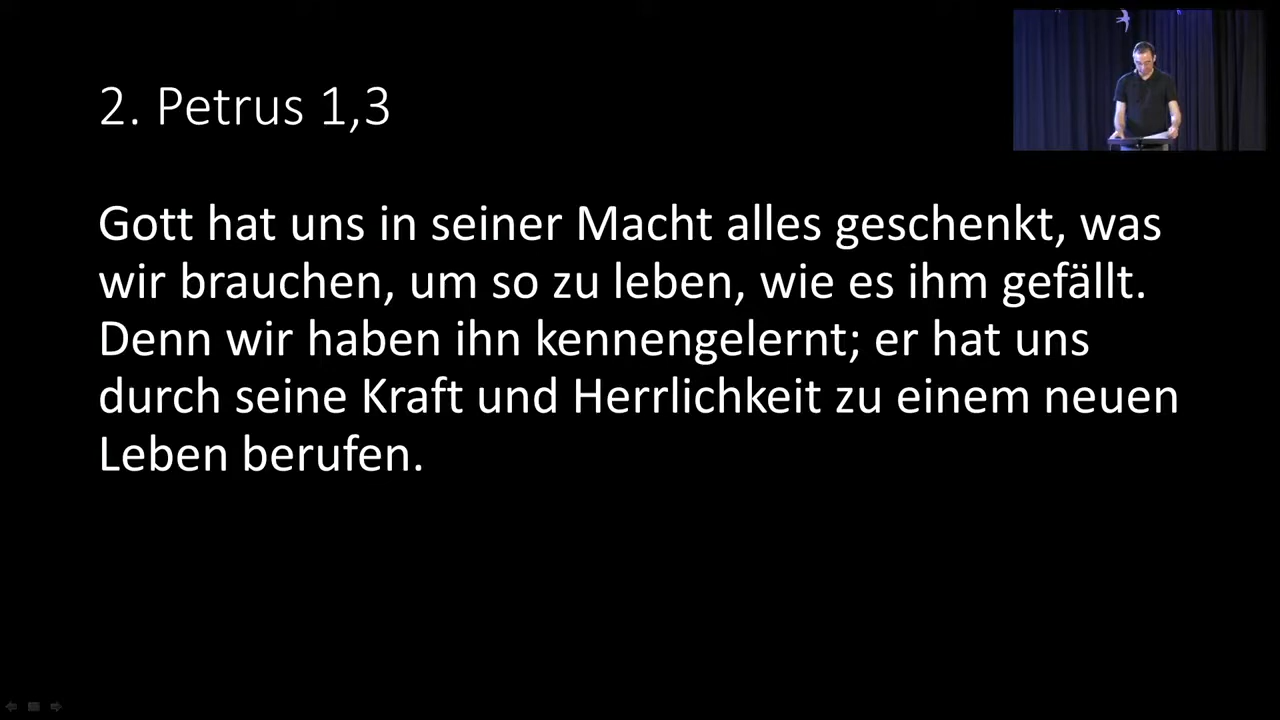 2. Petrus 1,3
Gott hat uns in seiner Macht alles geschenkt, was
wir brauchen, um so zu leben, wie es ihm gefällt.
Denn wir haben ihn kennengelernt; er hat uns
durch seine Kraft und Herrlichkeit zu einem neuen
Leben berufen.